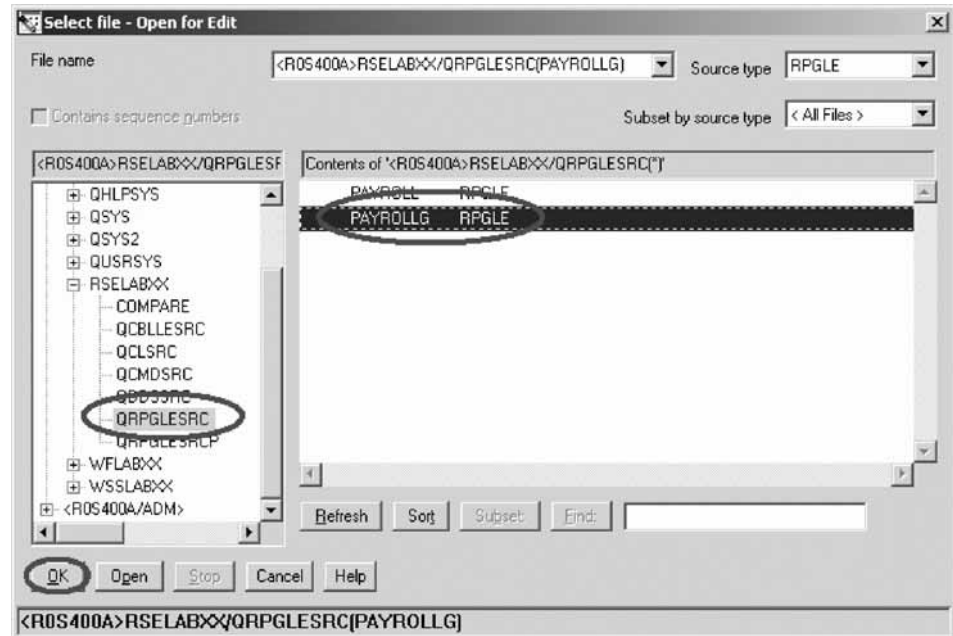 Select file - Open for Edit
File name
<R0S400A>RSELABXX/QRPGLESRC(PAYROLLG)
Source type
RPGLE
Contains sequence numbers
Subset by source type
< All Files >
<R0S400A>RSELABXX/QRPGLESF
Contents of '<R0S400A>RSELABXX/QRPGLESRC(*)'
QHLPSYS
QSYS
QSYS2
QUSRSYS
RSELABXX
COMPARE
QCBLLESRC
QCLSRC
QCMDSRC
QDDSSRC
QRPGLESRC
QRPGLESRCP
WFLABXX
WSSLABXX
<R0S400A/ADM>
PAYROLL RPGLE
PAYROLLG RPGLE
Refresh Sort Subset Find:
OK Open Stop Cancel Help
<R0S400A>RSELABXX/QRPGLESRC(PAYROLLG)